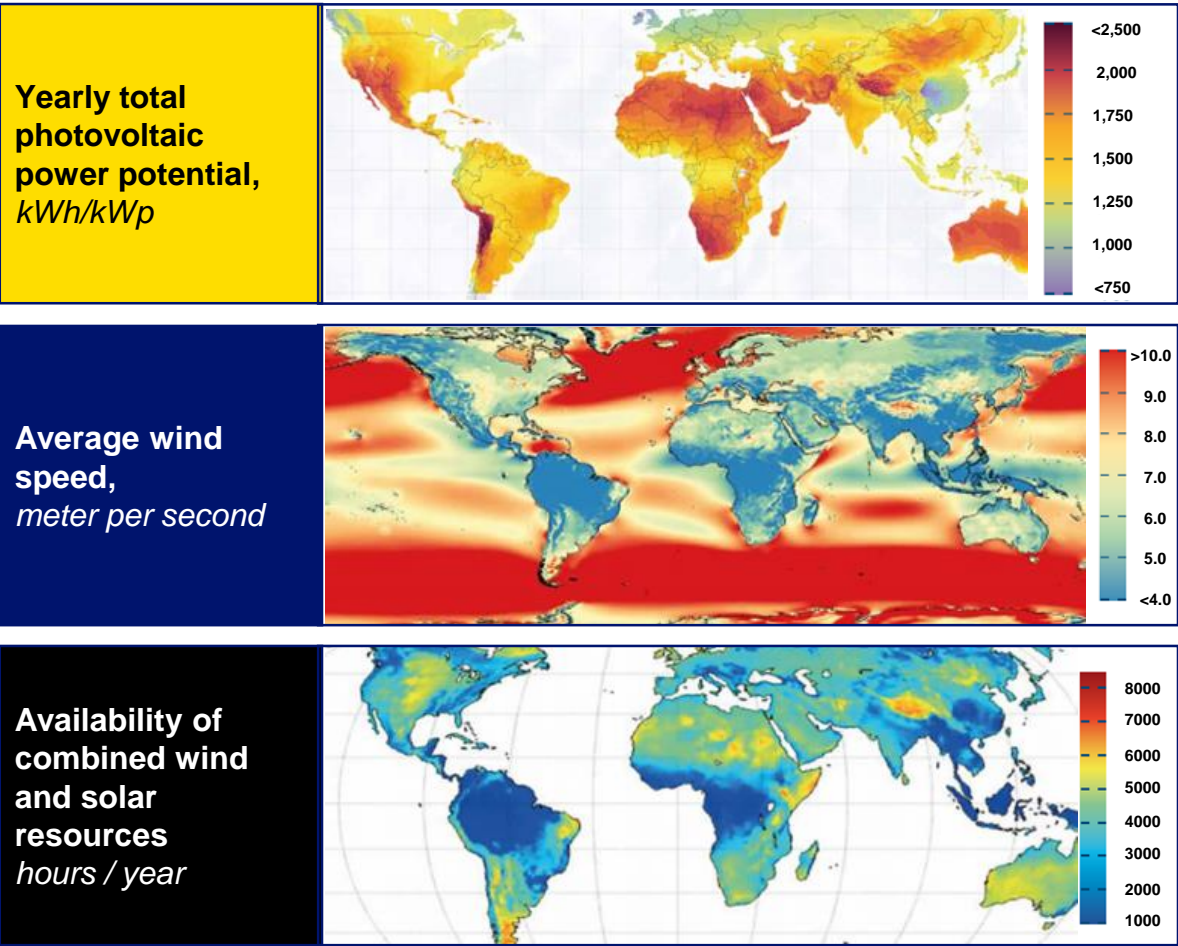 Yearly total
photovoltaic
power potential,
kWh/kWp
<2,500
2,000
1,750
1,500
1,250
1,000
<750
Average wind
speed,
meter per second
>10.0
9.0
8.0
7.0
6.0
5.0
<4.0
Availability of
combined wind
and solar
resources
hours / year
8000
7000
6000
5000
4000
3000
2000
1000